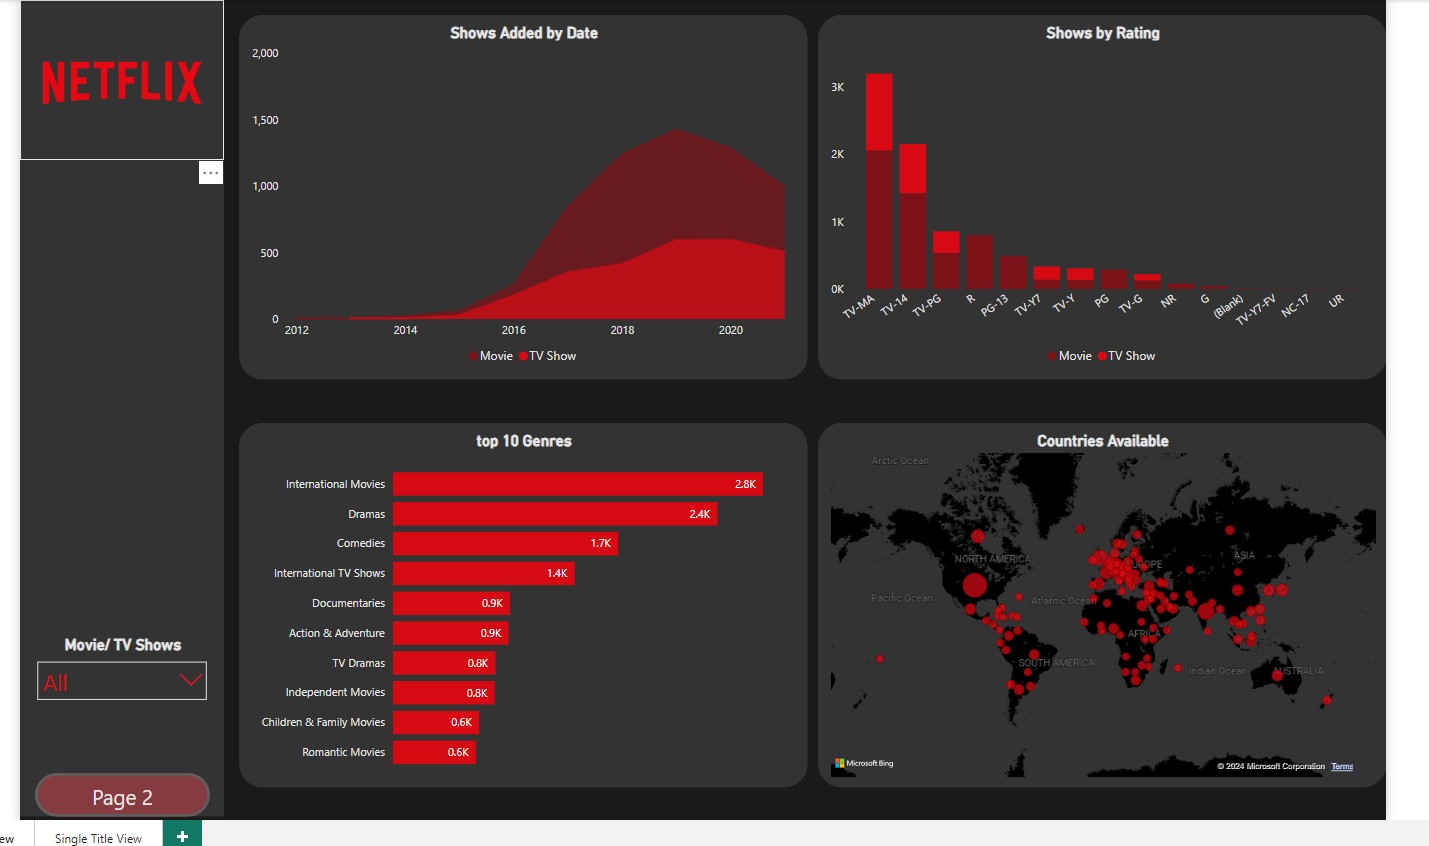 NETFLIX
...
Movie/ TV Shows
All
Page 2
Shows Added by Date
2,000
1,500
1,000
500
0
2012 2014 2016 2018 2020
Movie TV Show
Shows by Rating
3K
2K
1K
0K
TV-MA TV-14 TV-PG R PG-13 TV-Y7 TV-Y PG TV-G NR G (Blank) TV-Y7-FV NC-17 UR
Movie TV Show
top 10 Genres
International Movies 2.8K
Dramas 2.4K
Comedies 1.7K
International TV Shows 1.4K
Documentaries 0.9K
Action & Adventure 0.9K
TV Dramas 0.8K
Independent Movies 0.8K
Children & Family Movies 0.6K
Romantic Movies 0.6K
Countries Available
Arctic Ocean
NORTH AMERICA
ASIA
Pacific Ocean
Atlantic Ocean
AFRICA
SOUTH AMERICA
Indian Ocean
AUSTRALIA
Microsoft Bing
© 2024 Microsoft Corporation Terms
ew
Single Title View
+